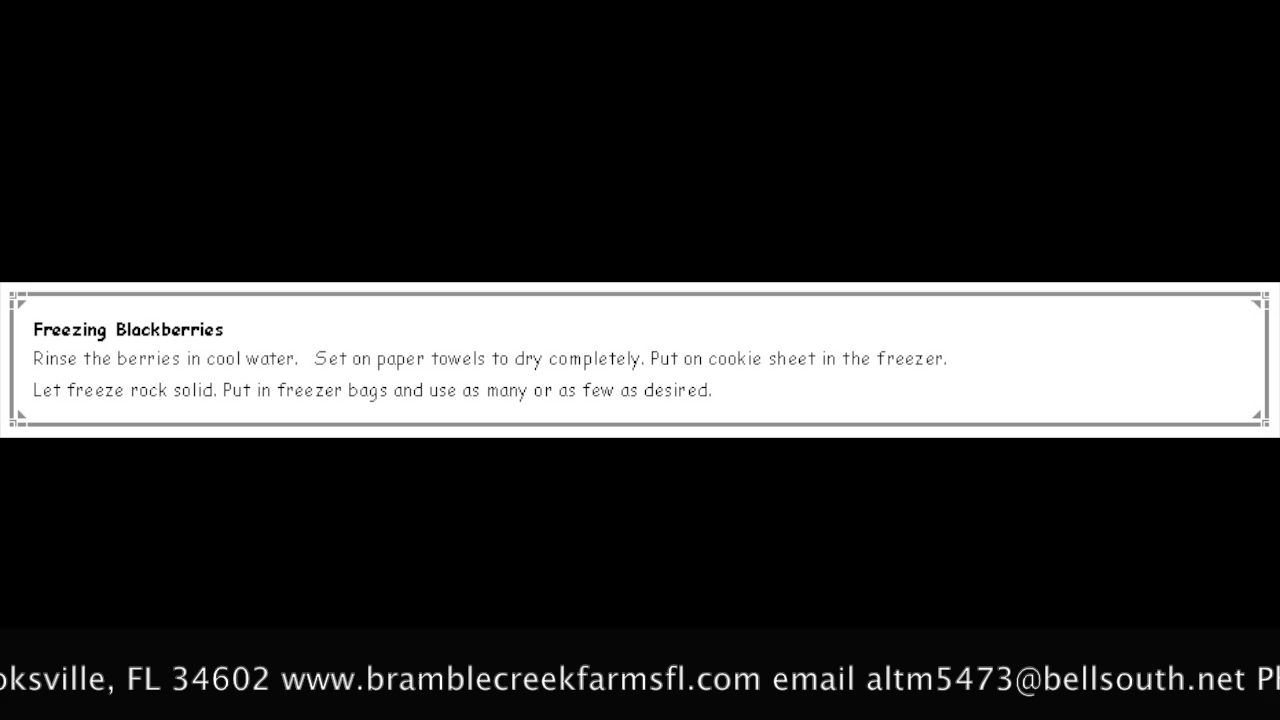 Freezing Blackberries
Rinse the berries in cool water. Set on paper towels to dry completely. Put on cookie sheet in the freezer.
Let freeze rock solid. Put in freezer bags and use as many or as few as desired.
oksville, FL 34602 www.bramblecreekfarmsfl.com email altm5473@bellsouth.net